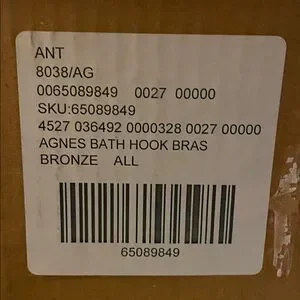 ANT
8038/AG
0065089849 0027 00000
SKU:65089849
4527 036492 0000328 0027 00000
AGNES BATH HOOK BRAS
BRONZE ALL
65089849